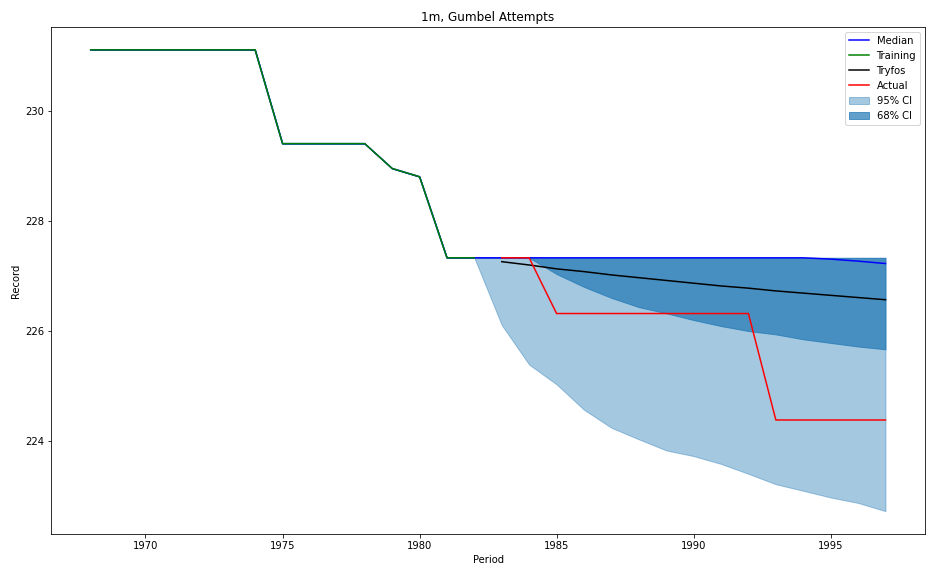 1m, Gumbel Attempts
Median
Training
Tryfos
Actual
95% CI
68% CI
Record
230
228
226
224
1970
1975
1980
1985
1990
1995
Period